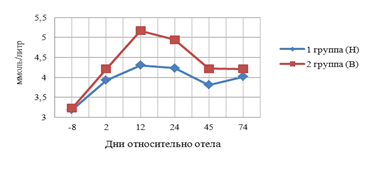 5,5
5
4,5
4
3,5
3
ммоль/литр
-8 2 12 24 45 74
Дни относительно отела
1 группа (Н)
2 группа (В)